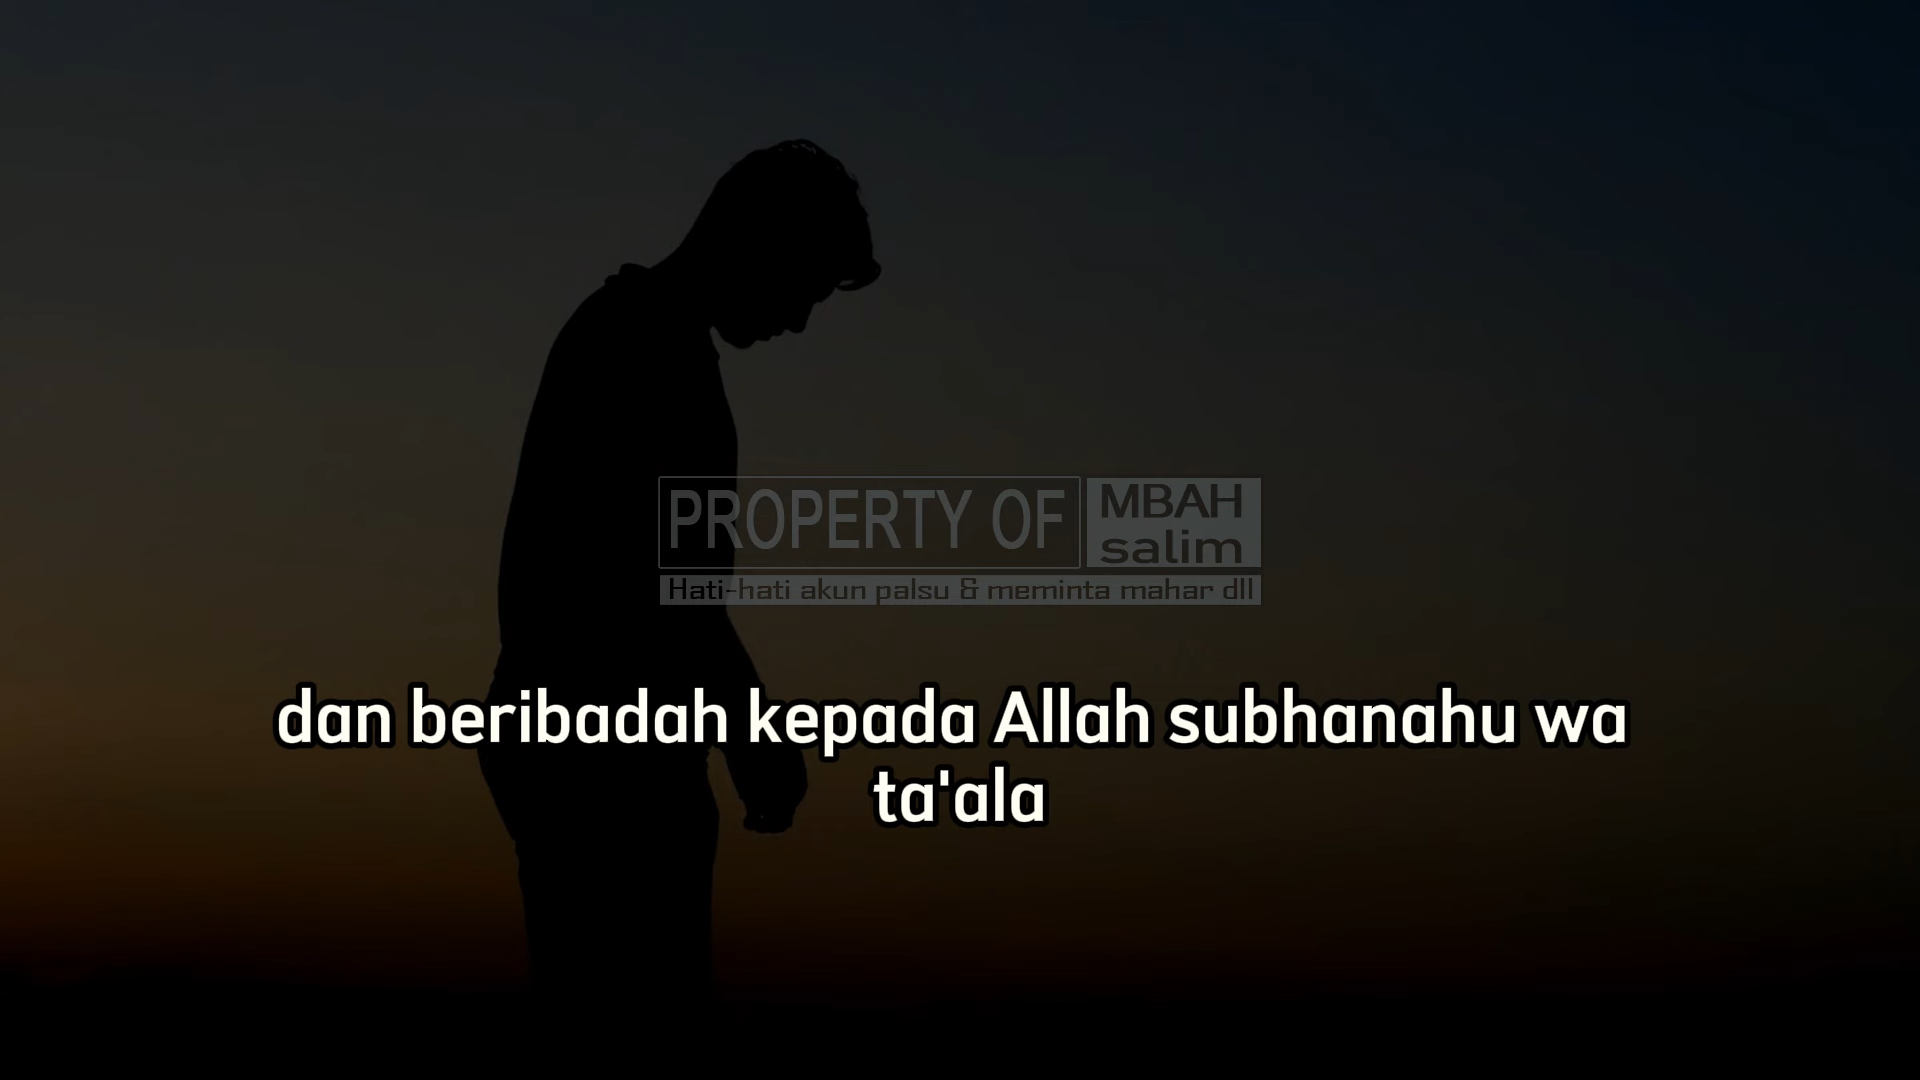 PROPERTY OF
MBAH
salim
Hati-hati akun palsu & meminta mahar dll
dan beribadah kepada Allah subhanahu wa
ta'ala